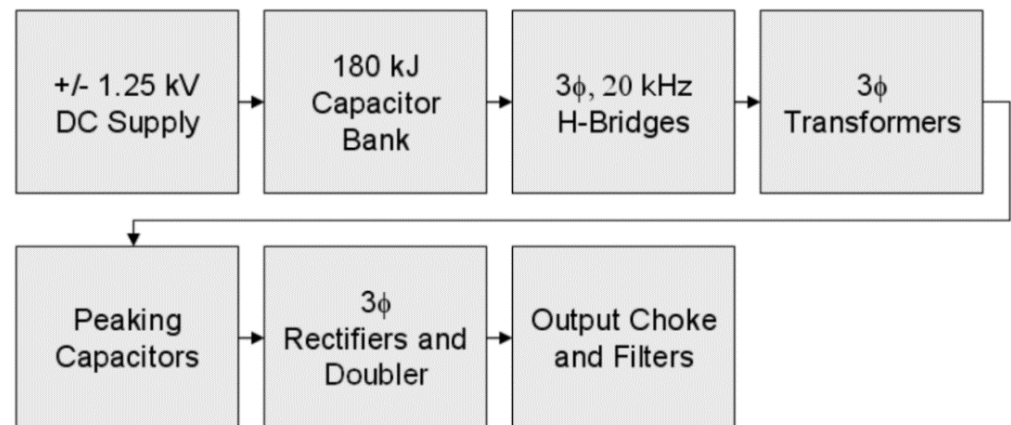 +/- 1.25 kV
DC Supply
180 kJ
Capacitor
Bank
3ϕ, 20 kHz
H-Bridges
3ϕ
Transformers
Peaking
Capacitors
3ϕ
Rectifiers and
Doubler
Output Choke
and Filters